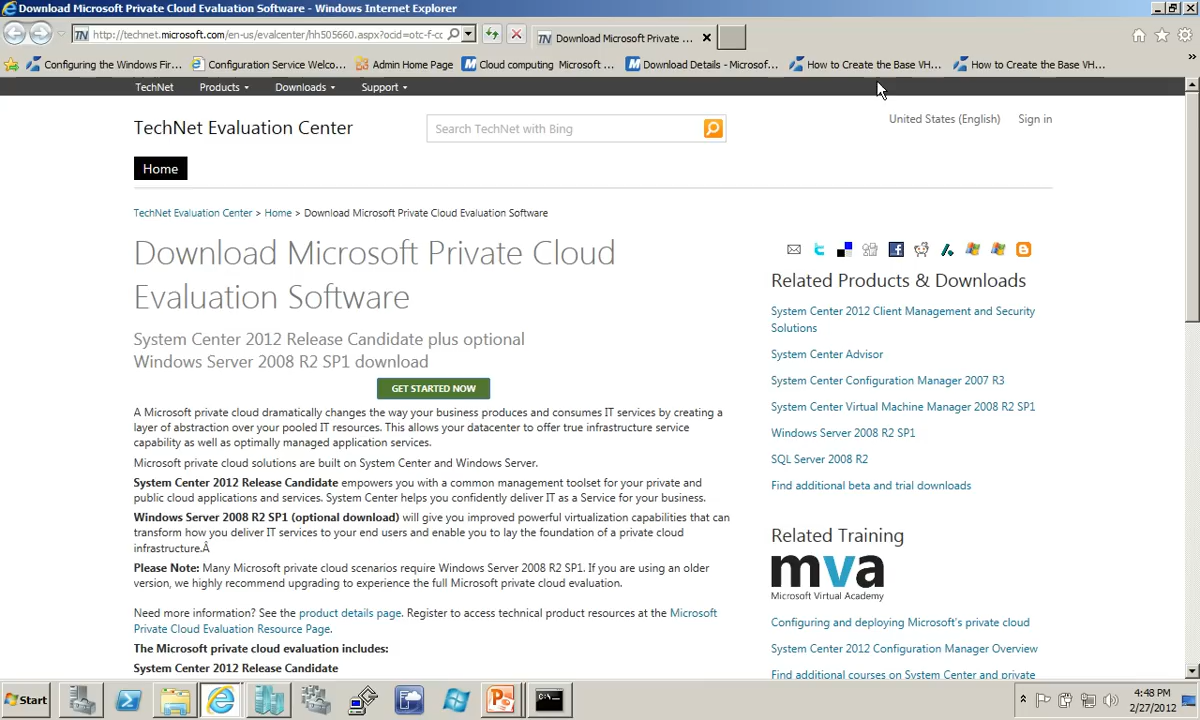 Download Microsoft Private Cloud Evaluation Software - Windows Internet Explorer
http://technet.microsoft.com/en-us/evalcenter/hh505660.aspx?ocid=otc-f-cc
Download Microsoft Private ...
Configuring the Windows Fir...
Configuration Service Welco...
Admin Home Page
Cloud computing Microsoft ...
Download Details - Microsof...
How to Create the Base VH...
How to Create the Base VH...
TechNet
Products
Downloads
Support
TechNet Evaluation Center
Search TechNet with Bing
United States (English)
Sign in
Home
TechNet Evaluation Center > Home > Download Microsoft Private Cloud Evaluation Software
Download Microsoft Private Cloud
Evaluation Software
System Center 2012 Release Candidate plus optional
Windows Server 2008 R2 SP1 download
GET STARTED NOW
A Microsoft private cloud dramatically changes the way your business produces and consumes IT services by creating a
layer of abstraction over your pooled IT resources. This allows your datacenter to offer true infrastructure service
capability as well as optimally managed application services.
Microsoft private cloud solutions are built on System Center and Windows Server.
System Center 2012 Release Candidate empowers you with a common management toolset for your private and
public cloud applications and services. System Center helps you confidently deliver IT as a Service for your business.
Windows Server 2008 R2 SP1 (optional download) will give you improved powerful virtualization capabilities that can
transform how you deliver IT services to your end users and enable you to lay the foundation of a private cloud
infrastructure.Â
Please Note: Many Microsoft private cloud scenarios require Windows Server 2008 R2 SP1. If you are using an older
version, we highly recommend upgrading to experience the full Microsoft private cloud evaluation.
Need more information? See the product details page. Register to access technical product resources at the Microsoft
Private Cloud Evaluation Resource Page.
The Microsoft private cloud evaluation includes:
System Center 2012 Release Candidate
Related Products & Downloads
System Center 2012 Client Management and Security
Solutions
System Center Advisor
System Center Configuration Manager 2007 R3
System Center Virtual Machine Manager 2008 R2 SP1
Windows Server 2008 R2 SP1
SQL Server 2008 R2
Find additional beta and trial downloads
Related Training
mva
Microsoft Virtual Academy
Configuring and deploying Microsoft's private cloud
System Center 2012 Configuration Manager Overview
Find additional courses on System Center and private
Start
4:48 PM
2/27/2012